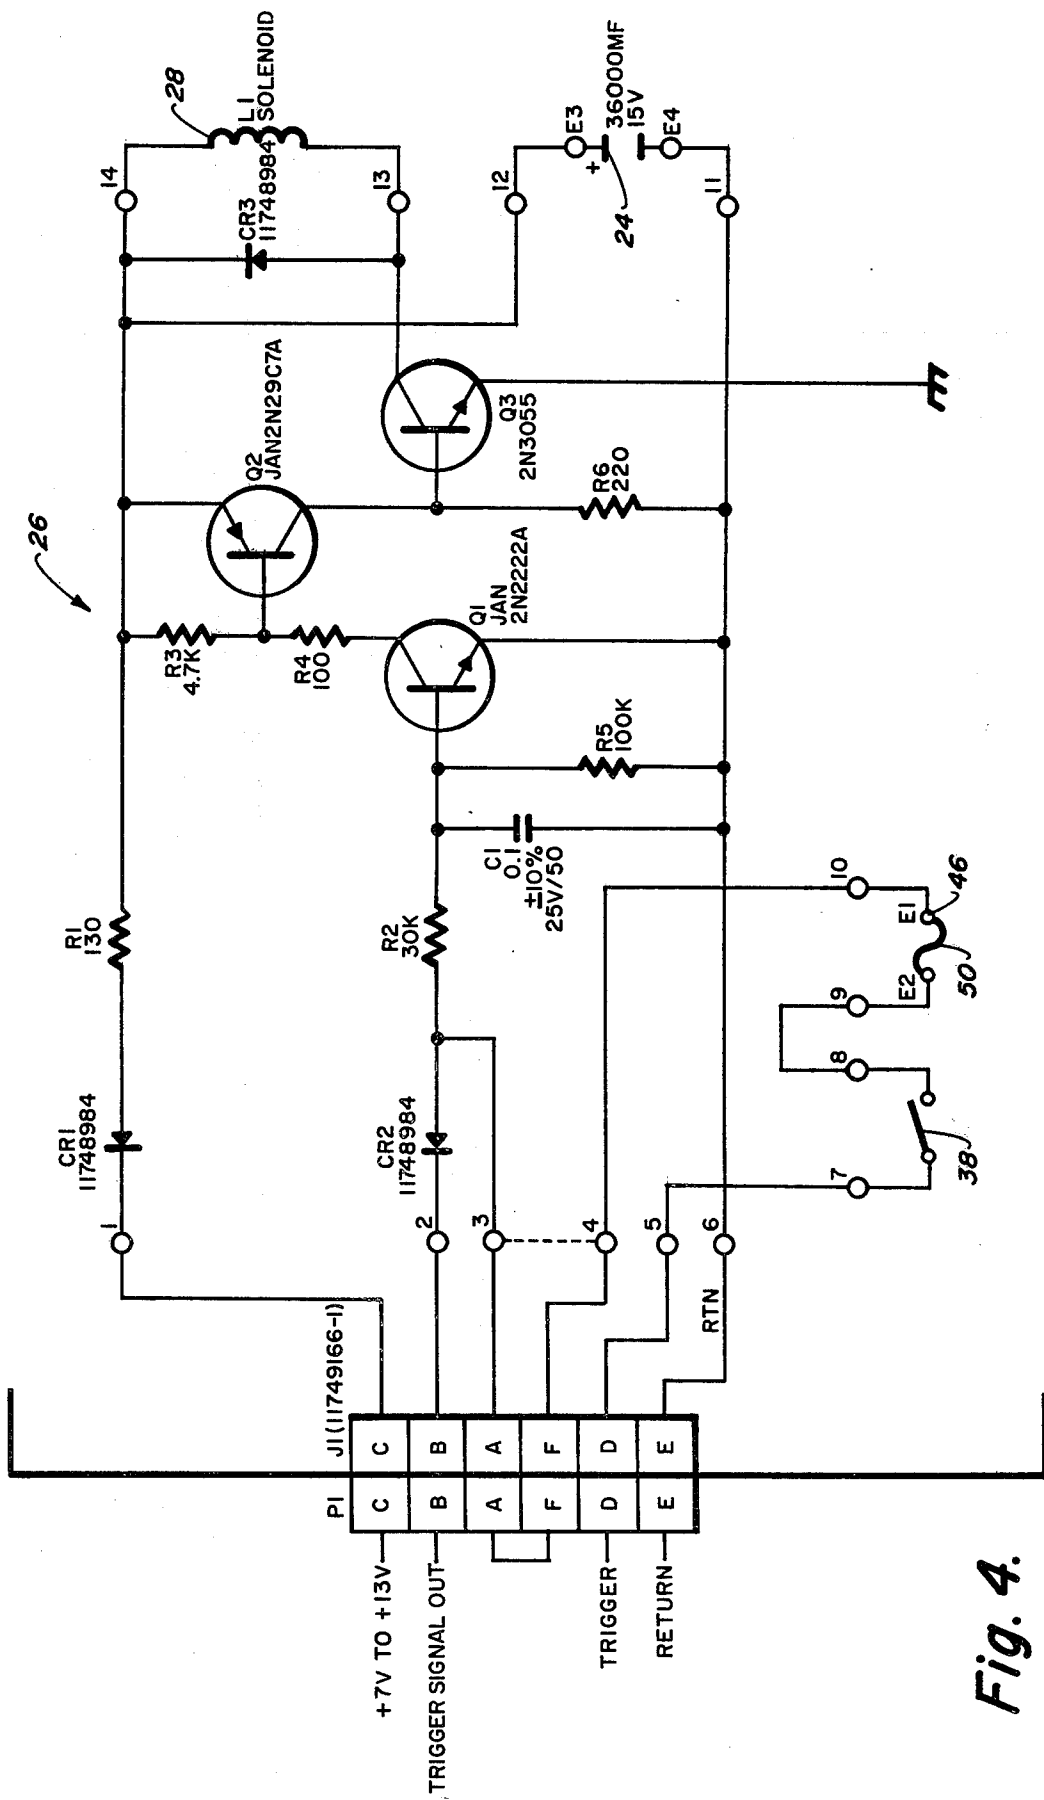 26
28
14
L1
SOLENOID
CR3
11748984
13
12
E3
+
36000MF
15V
24
E4
11
Q2
JAN2N29C7A
Q3
2N3055
R6
220
R3
4.7K
R4
100
Q1
JAN
2N2222A
R5
100K
C1
0.1
±10%
25V/50
R1
130
R2
30K
CR1
11748984
CR2
11748984
1
2
3
4
5
6
RTN
7
8
9
10
E1
E2
46
50
38
J1(11749166-1)
P1
C C
B B
A A
F F
D D
E E
+7V TO +13V
TRIGGER SIGNAL OUT
TRIGGER
RETURN
Fig. 4.